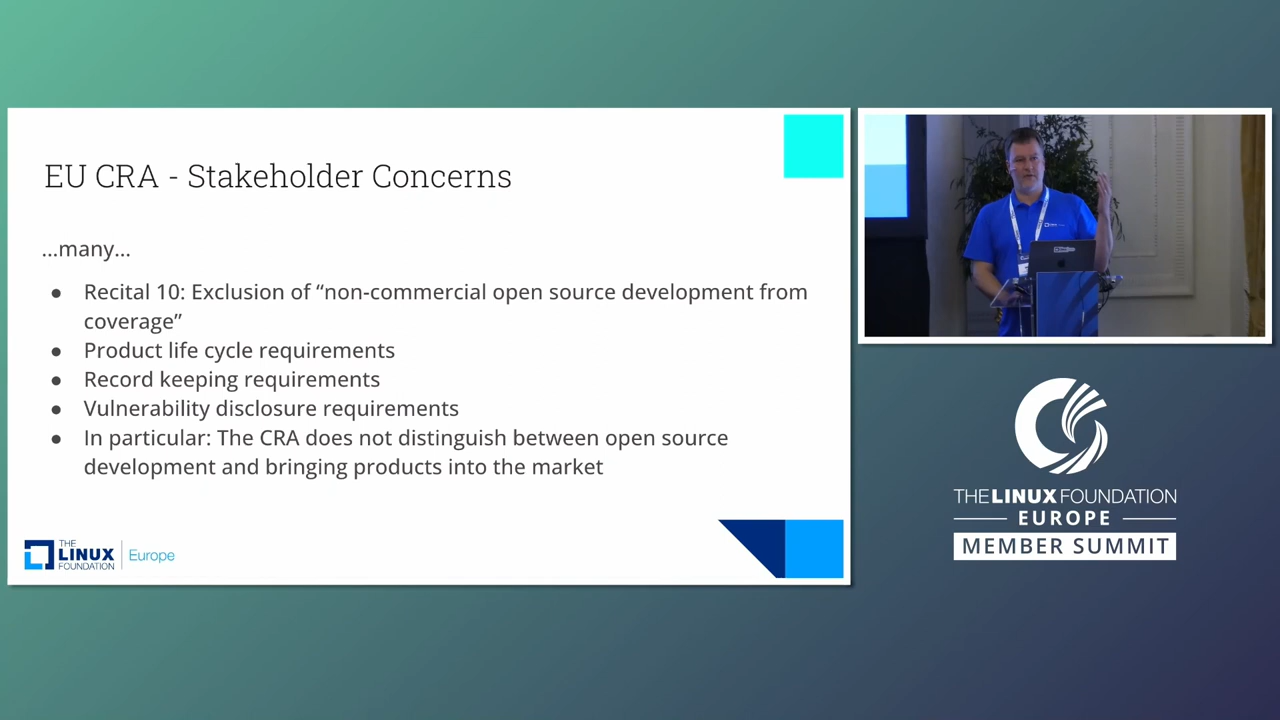 EU CRA - Stakeholder Concerns
...many...
● Recital 10: Exclusion of “non-commercial open source development from
coverage”
● Product life cycle requirements
● Record keeping requirements
● Vulnerability disclosure requirements
● In particular: The CRA does not distinguish between open source
development and bringing products into the market
THE
LINUX
FOUNDATION
Europe
THE LINUX FOUNDATION
EUROPE
MEMBER SUMMIT